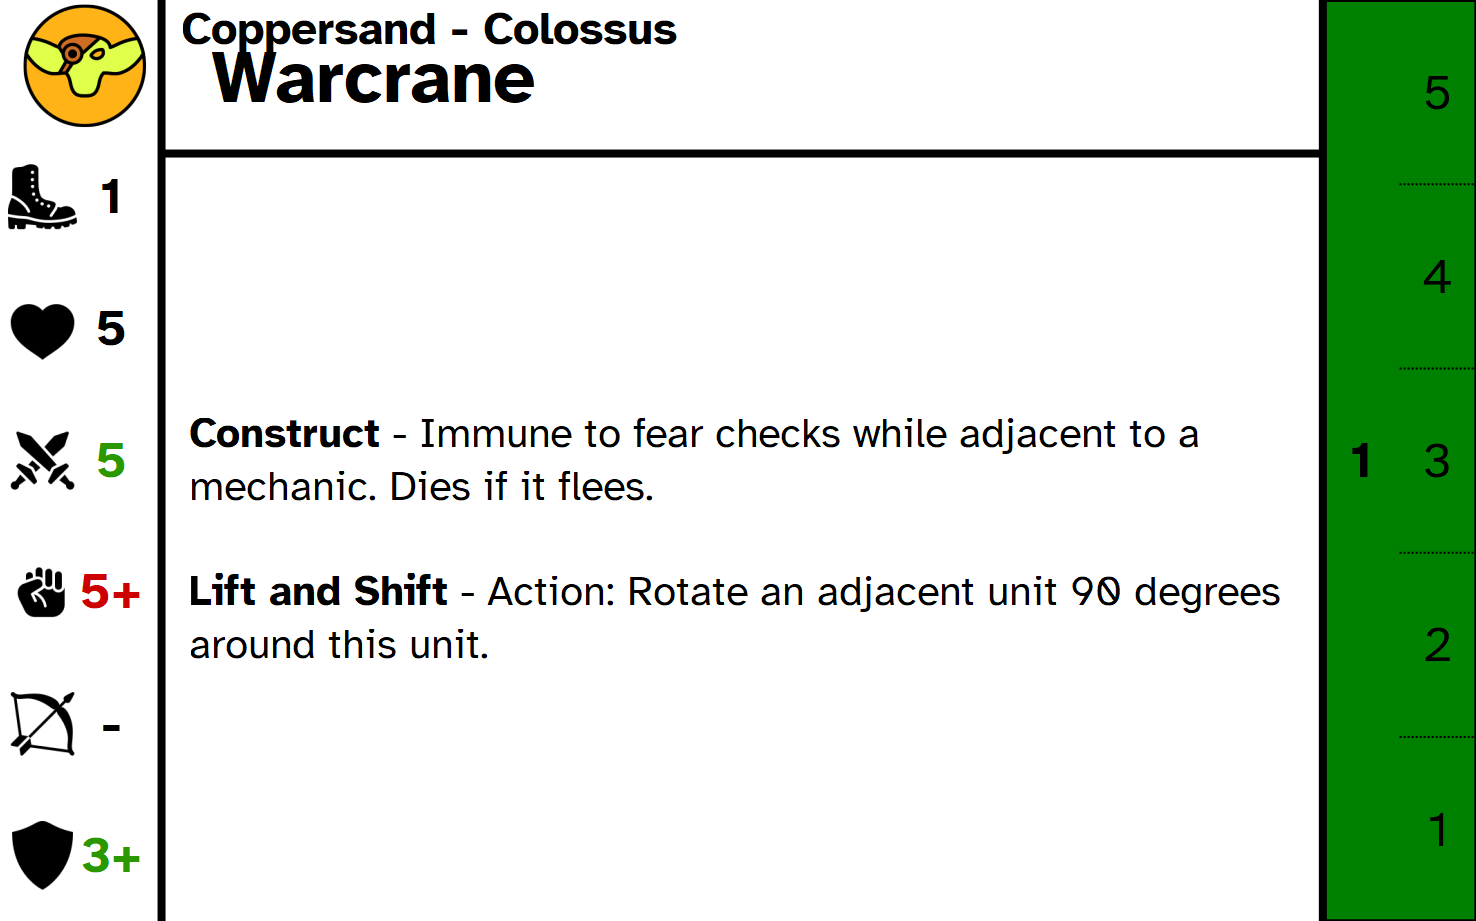 Coppersand - Colossus
Warcrane
1
5
5
5+
-
3+
Construct - Immune to fear checks while adjacent to a
mechanic. Dies if it flees.
Lift and Shift - Action: Rotate an adjacent unit 90 degrees
around this unit.
5
4
1 3
2
1